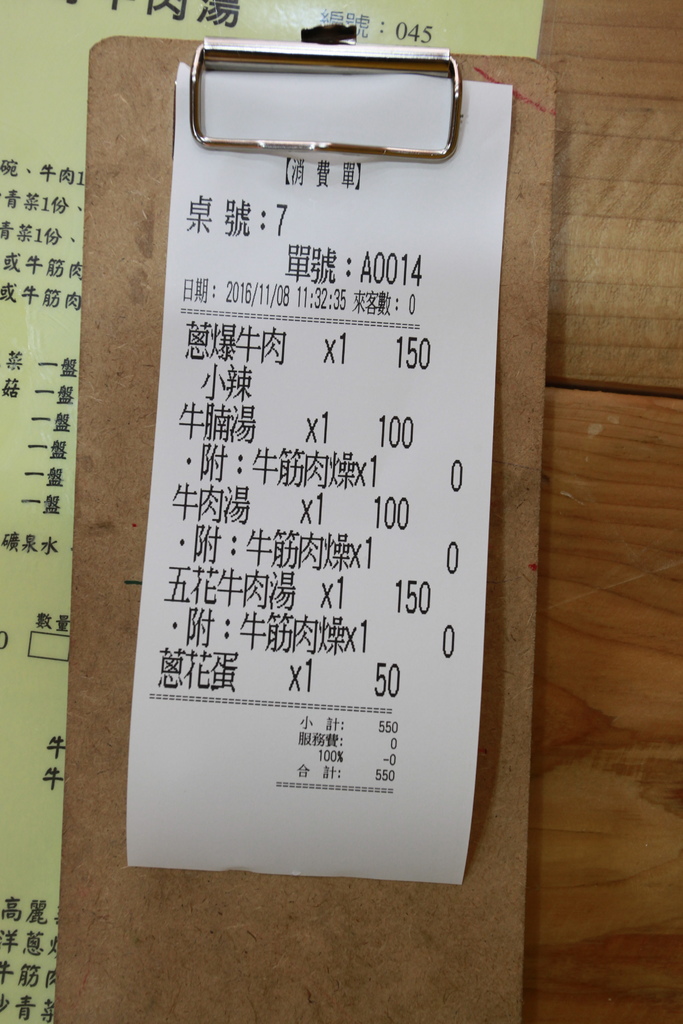 牛肉湯
編號：045
【消 費 單】
桌 號：7
單號：A0014
日期： 2016/11/08 11:32:35 來客數： 0
蔥爆牛肉 x1 150
小辣
牛腩湯 x1 100
·附：牛筋肉燥x1 0
牛肉湯 x1 100
·附：牛筋肉燥x1 0
五花牛肉湯 x1 150
·附：牛筋肉燥x1 0
蔥花蛋 x1 50
小 計： 550
服務費： 0
100% -0
合 計： 550
碗、牛肉1
青菜1份、
青菜1份、
或牛筋肉
或牛筋肉
菜 一盤
菇 一盤
一盤
一盤
一盤
一盤
礦泉水
數量
0
牛
牛
高麗
洋蔥
牛筋肉
炒青菜